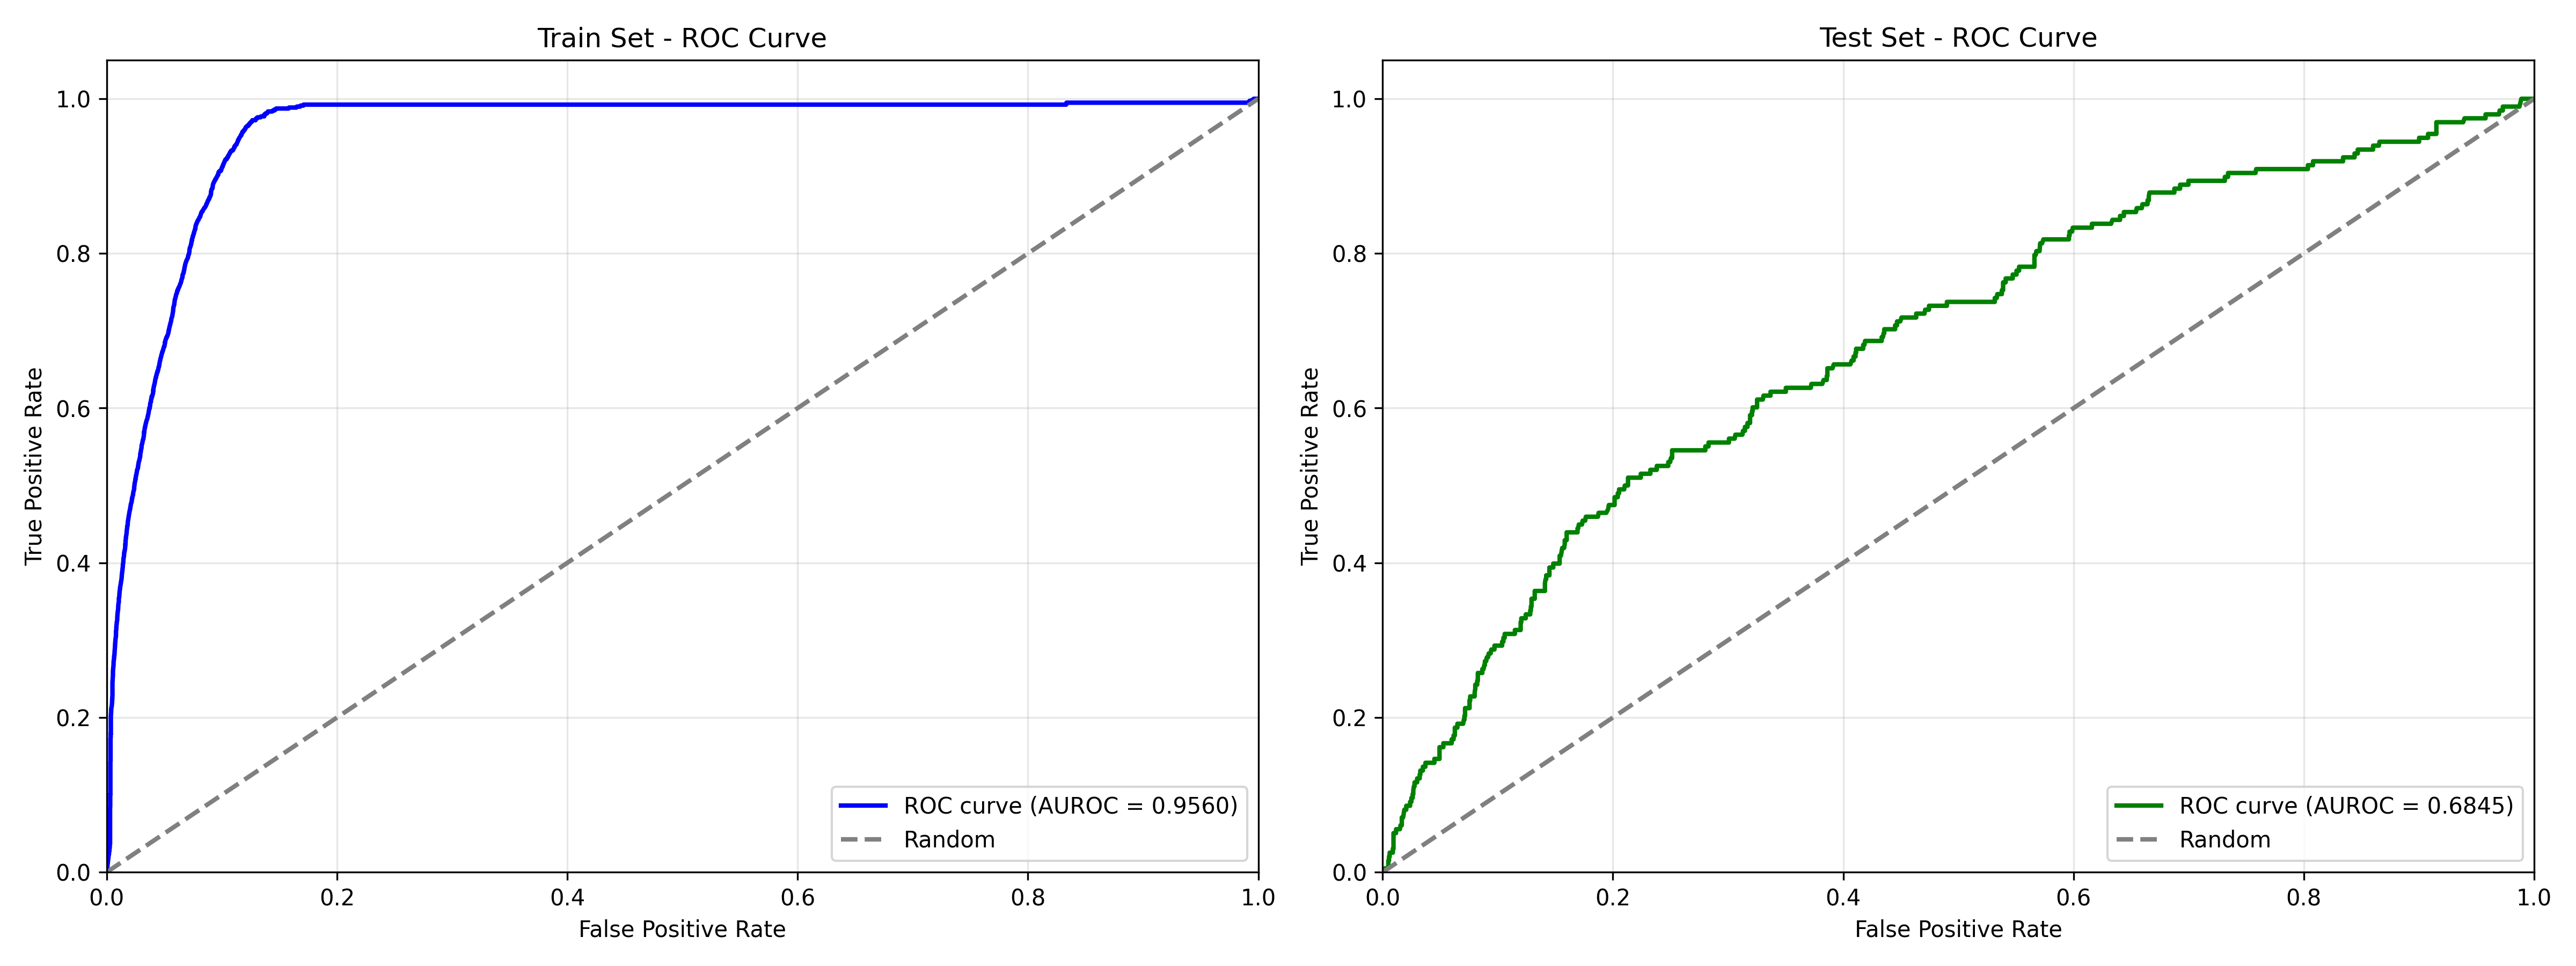 Train Set - ROC Curve
True Positive Rate
1.0
0.8
0.6
0.4
0.2
0.0
0.0 0.2 0.4 0.6 0.8 1.0
False Positive Rate
ROC curve (AUROC = 0.9560)
Random
Test Set - ROC Curve
True Positive Rate
1.0
0.8
0.6
0.4
0.2
0.0
0.0 0.2 0.4 0.6 0.8 1.0
False Positive Rate
ROC curve (AUROC = 0.6845)
Random